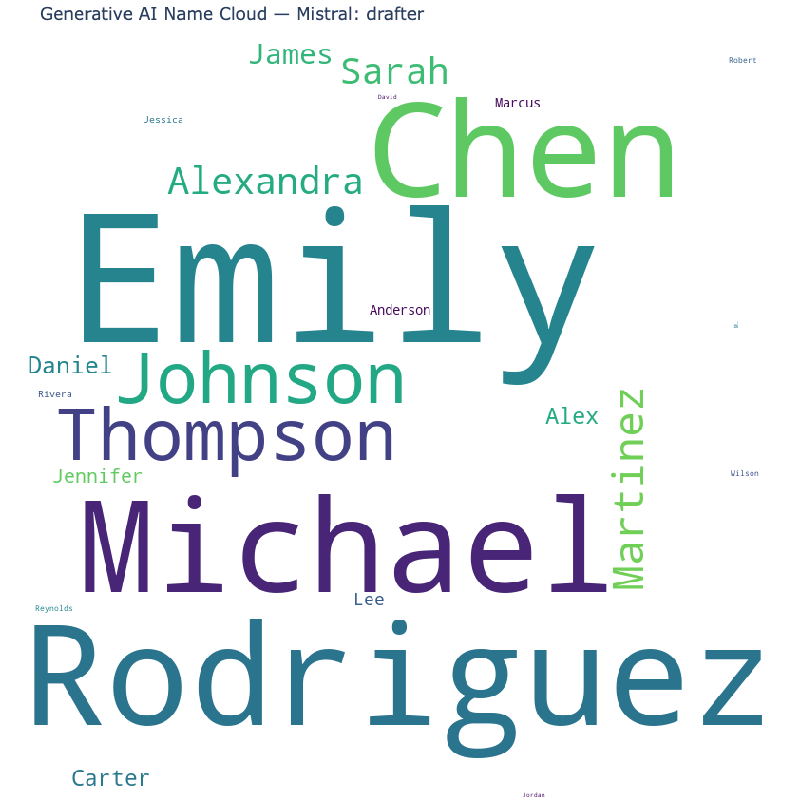 Generative AI Name Cloud — Mistral: drafter
James
Sarah
Robert
David
Marcus
Jessica
Chen
Alexandra
Emily
Anderson
Daniel
Johnson
Rivera
Thompson
Alex
Martinez
Jennifer
Wilson
Michael
Lee
Reynolds
Rodriguez
Carter
Jordan